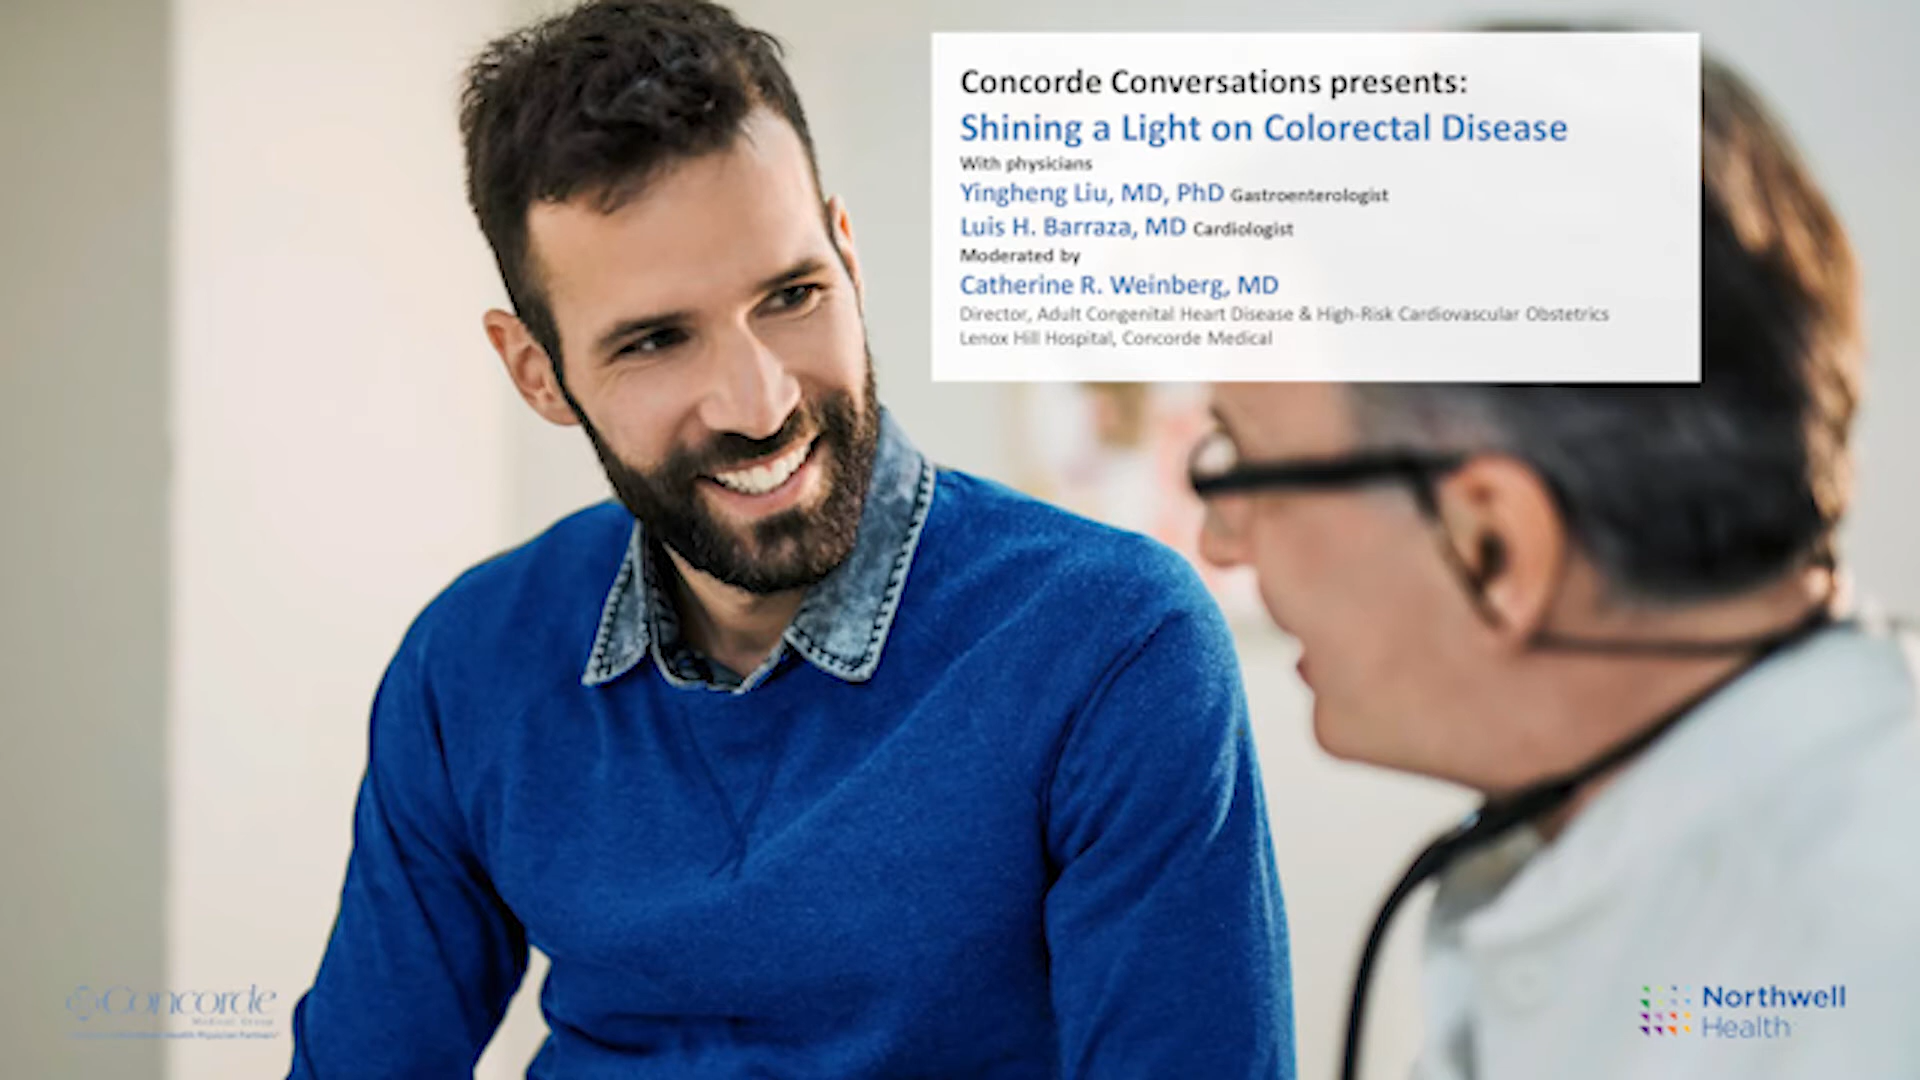 Concorde Conversations presents:
Shining a Light on Colorectal Disease
With physicians
Yingheng Liu, MD, PhD Gastroenterologist
Luis H. Barraza, MD Cardiologist
Moderated by
Catherine R. Weinberg, MD
Director, Adult Congenital Heart Disease & High-Risk Cardiovascular Obstetrics
Lenox Hill Hospital, Concorde Medical
Concorde
Medical Group
Northwell
Health